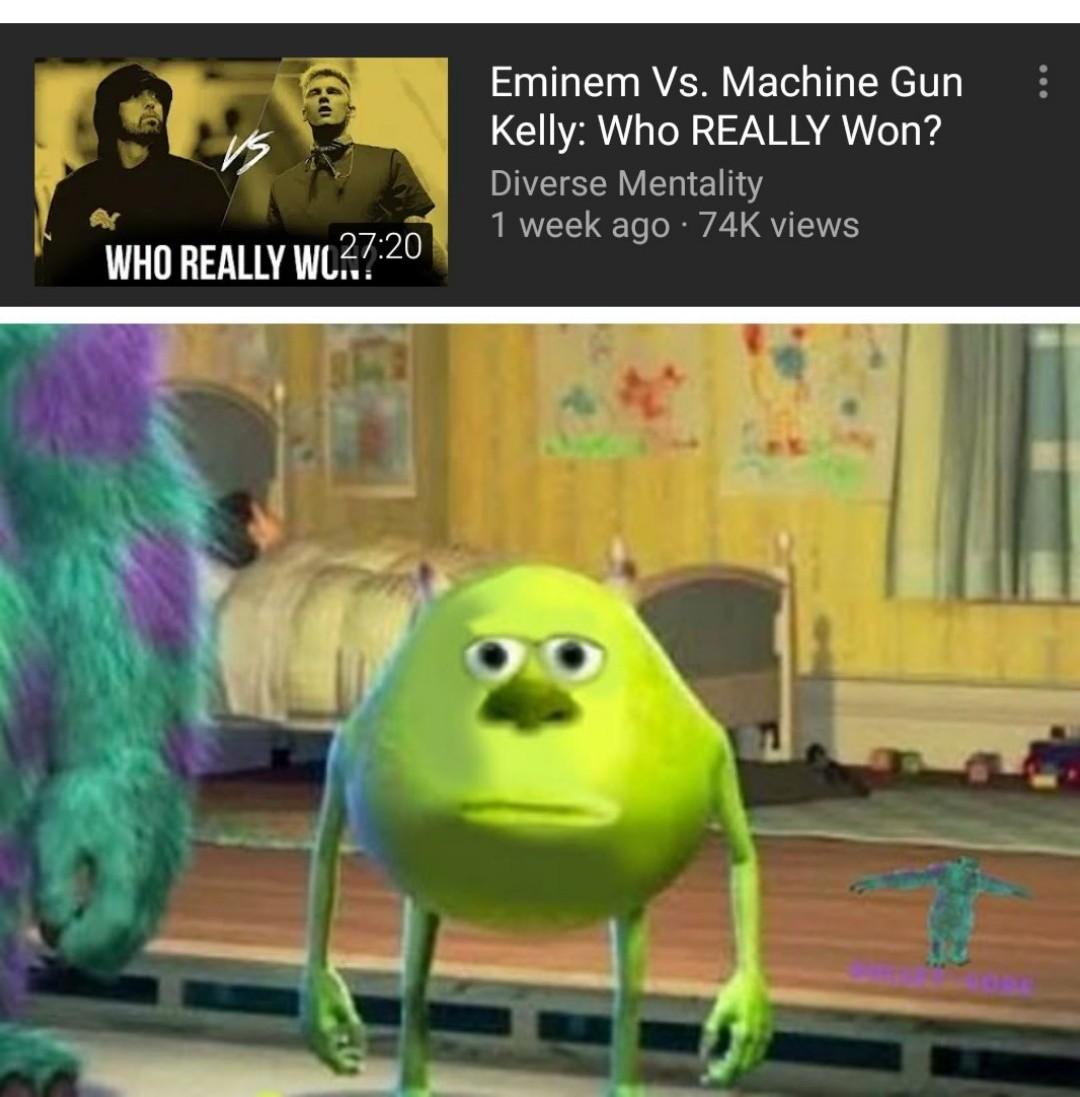 Eminem Vs. Machine Gun
Kelly: Who REALLY Won?
Diverse Mentality
1 week ago · 74K views
VS
WHO REALLY WON?
27:20